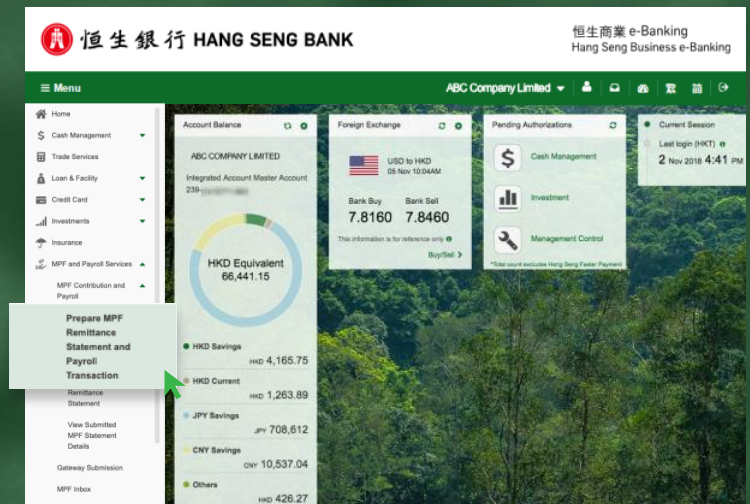 恒生銀行 HANG SENG BANK
恒生商業 e-Banking
Hang Seng Business e-Banking
Menu
ABC Company Limited
繁
简
Home
Cash Management
Trade Services
Loan & Facility
Credit Card
Investments
Insurance
MPF and Payroll Services
MPF Contribution and
Payroll
Prepare MPF
Remittance
Statement and
Payroll
Transaction
Remittance
Statement
View Submitted
MPF Statement
Details
Gateway Submission
MPF Inbox
Account Balance
ABC COMPANY LIMITED
Integrated Account Master Account
239-
HKD Equivalent
66,441.15
HKD Savings
HKD 4,165.75
HKD Current
HKD 1,263.89
JPY Savings
JPY 708,612
CNY Savings
CNY 10,537.04
Others
HKD 426.27
Foreign Exchange
USD to HKD
05 Nov 10:04AM
Bank Buy Bank Sell
7.8160 7.8460
This information is for reference only
Buy/Sell
Pending Authorizations
$ Cash Management
Investment
Management Control
*Total count excludes Hang Seng Faster Payment
Current Session
Last login (HKT)
2 Nov 2018 4:41 PM